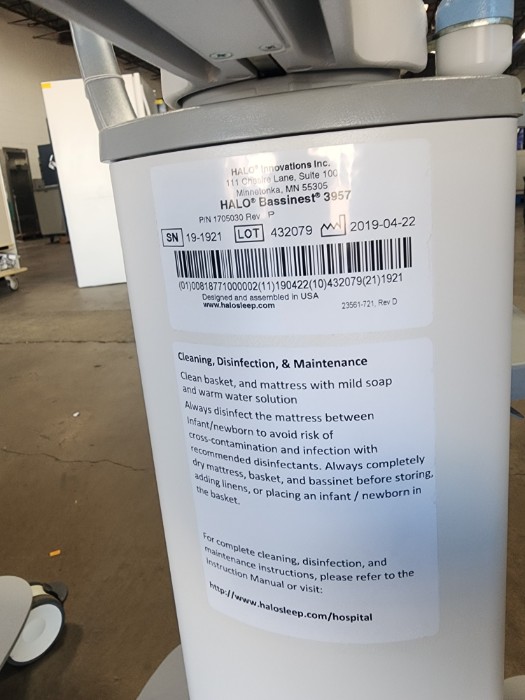 HALO® Innovations Inc.
111 Cheshire Lane, Suite 100
Minnetonka, MN 55305
HALO® Bassinest® 3957
P/N 1705030 Rev P
SN 19-1921 LOT 432079 2019-04-22
(01)00818771000002(11)190422(10)432079(21)1921
Designed and assembled in USA
www.halosleep.com 23561-721, Rev D
Cleaning, Disinfection, & Maintenance
Clean basket, and mattress with mild soap
and warm water solution
Always disinfect the mattress between
infant/newborn to avoid risk of
cross-contamination and infection with
recommended disinfectants. Always completely
dry mattress, basket, and bassinet before storing,
adding linens, or placing an infant / newborn in
the basket.
For complete cleaning, disinfection, and
maintenance instructions, please refer to the
Instruction Manual or visit:
http://www.halosleep.com/hospital